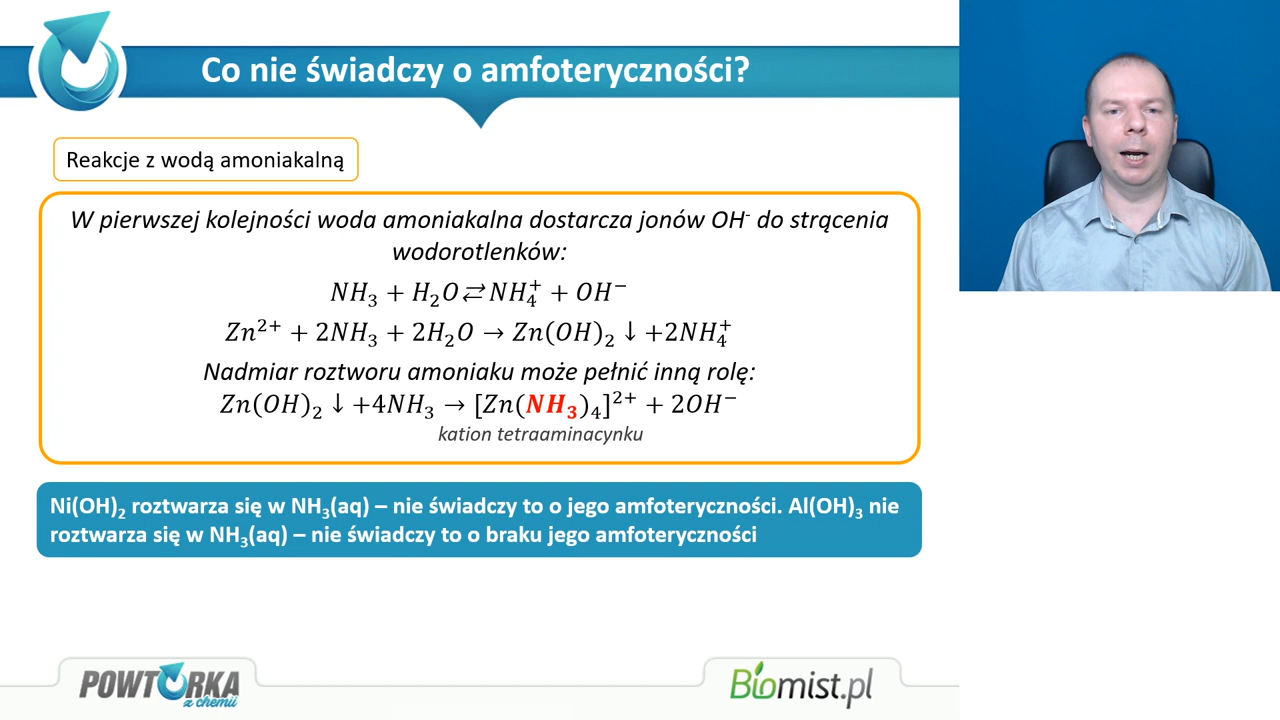 Co nie świadczy o amfoteryczności?
Reakcje z wodą amoniakalną
W pierwszej kolejności woda amoniakalna dostarcza jonów OH⁻ do strącenia
wodorotlenków:
NH₃ + H₂O ⇄ NH₄⁺ + OH⁻
Zn²⁺ + 2NH₃ + 2H₂O → Zn(OH)₂ ↓ +2NH₄⁺
Nadmiar roztworu amoniaku może pełnić inną rolę:
Zn(OH)₂ ↓ +4NH₃ → [Zn(NH₃)₄]²⁺ + 2OH⁻
kation tetraaminacynku
Ni(OH)₂ roztwarza się w NH₃(aq) – nie świadczy to o jego amfoteryczności. Al(OH)₃ nie
roztwarza się w NH₃(aq) – nie świadczy to o braku jego amfoteryczności
POWTÓRKA
z chemii
Biomist.pl